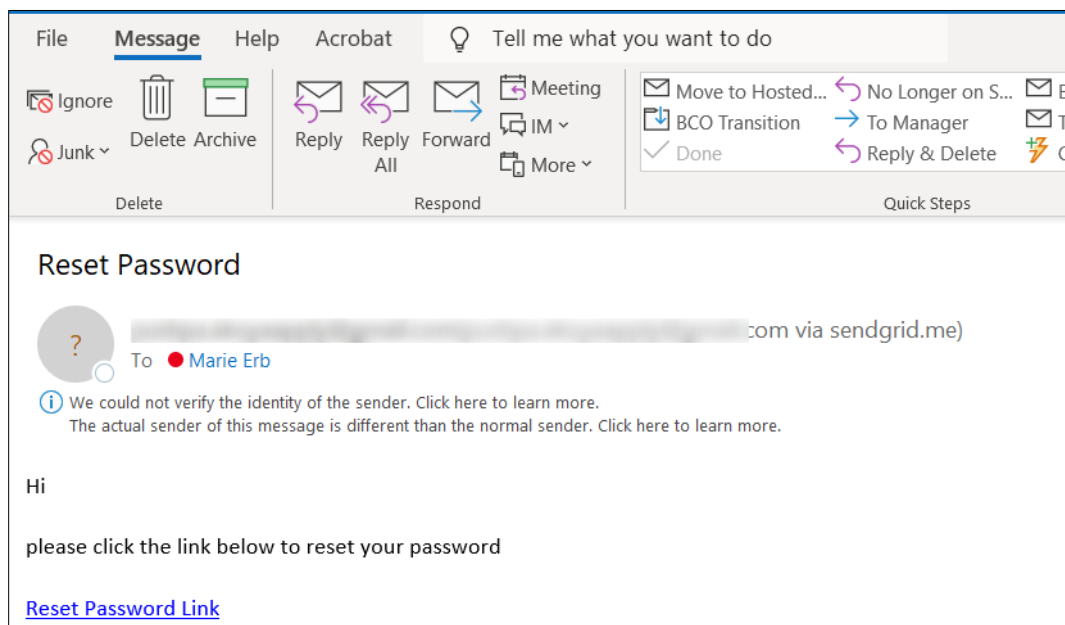 File Message Help Acrobat Tell me what you want to do
Ignore
Junk
Delete Archive
Delete
Reply Reply All Forward
Meeting
IM
More
Respond
Move to Hosted... No Longer on S...
BCO Transition To Manager
Done Reply & Delete
Quick Steps
Reset Password
?
com via sendgrid.me)
To Marie Erb
We could not verify the identity of the sender. Click here to learn more.
The actual sender of this message is different than the normal sender. Click here to learn more.
Hi
please click the link below to reset your password
Reset Password Link